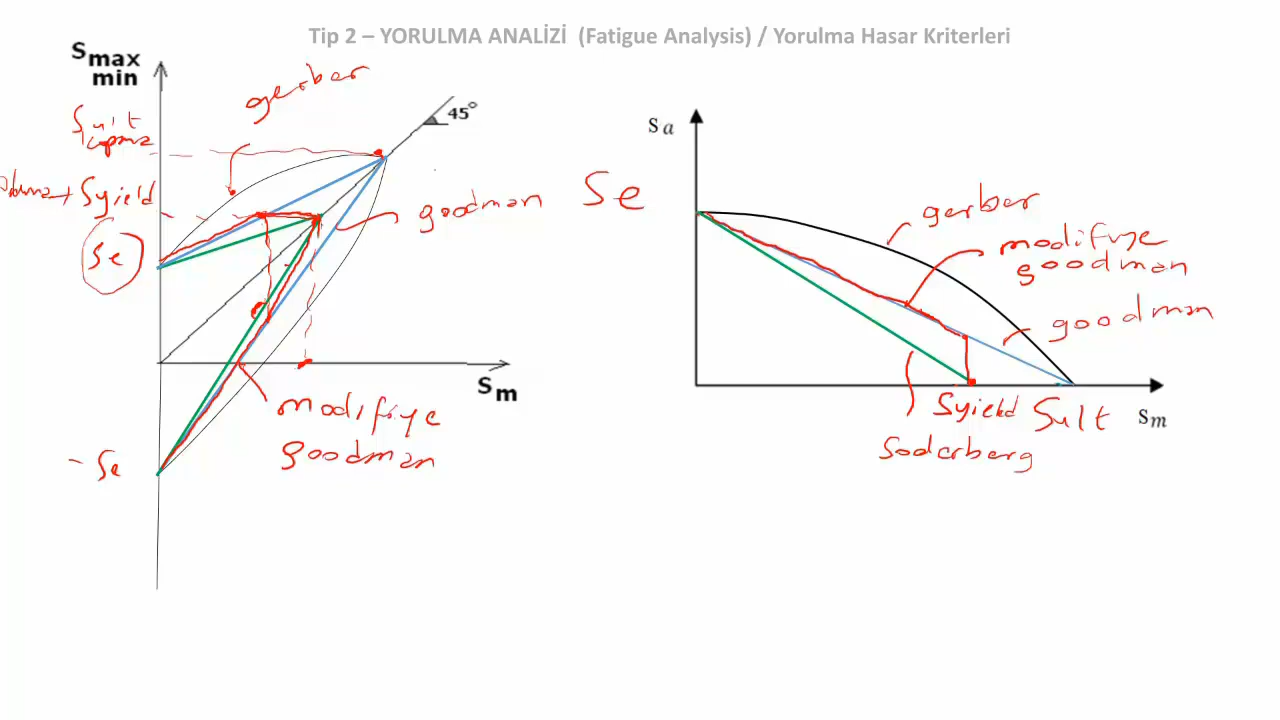 Tip 2 – YORULMA ANALİZİ (Fatigue Analysis) / Yorulma Hasar Kriterleri
Smax
min
gerber
45°
Sult
Syield
goodman
Se
Sm
modifiye
goodman
- Se
Sa
Se
gerber
modifiye
goodman
goodman
Syield Sult Sm
Soderberg